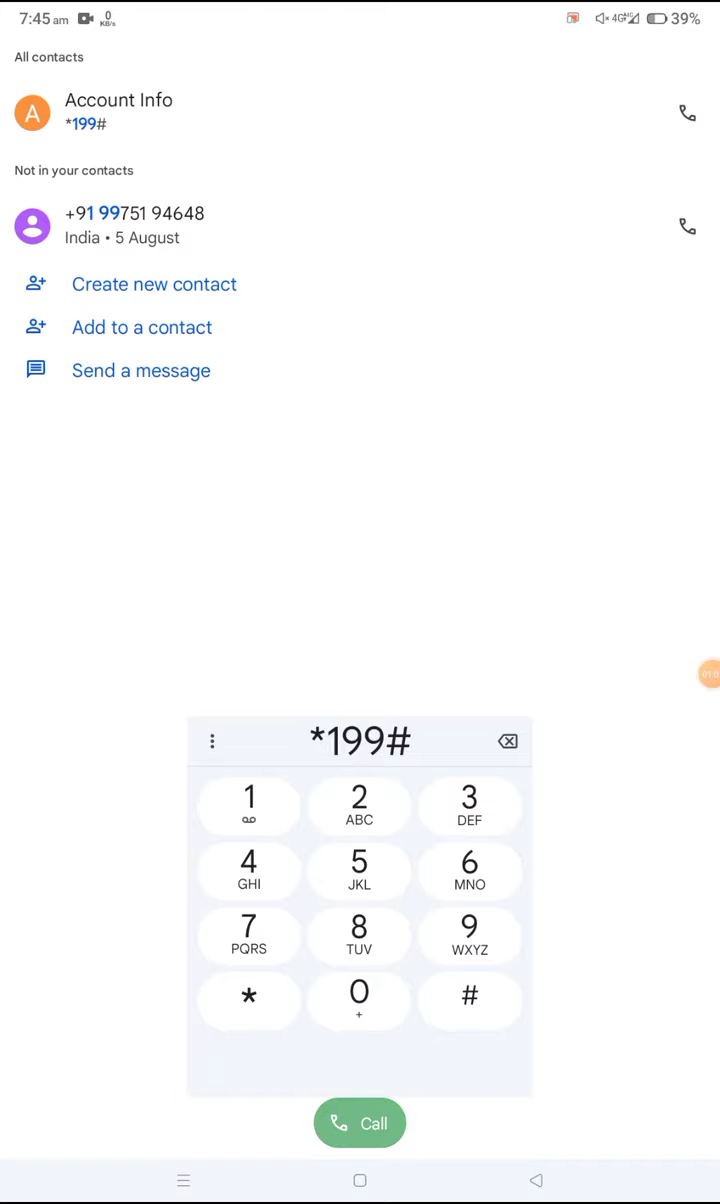 7:45 am 0 KB/s 4G 39%
All contacts
A Account Info
*199#
Not in your contacts
+91 99751 94648
India • 5 August
Create new contact
Add to a contact
Send a message
*199#
1 2 3
ABC DEF
4 5 6
GHI JKL MNO
7 8 9
PQRS TUV WXYZ
* 0 #
+
Call